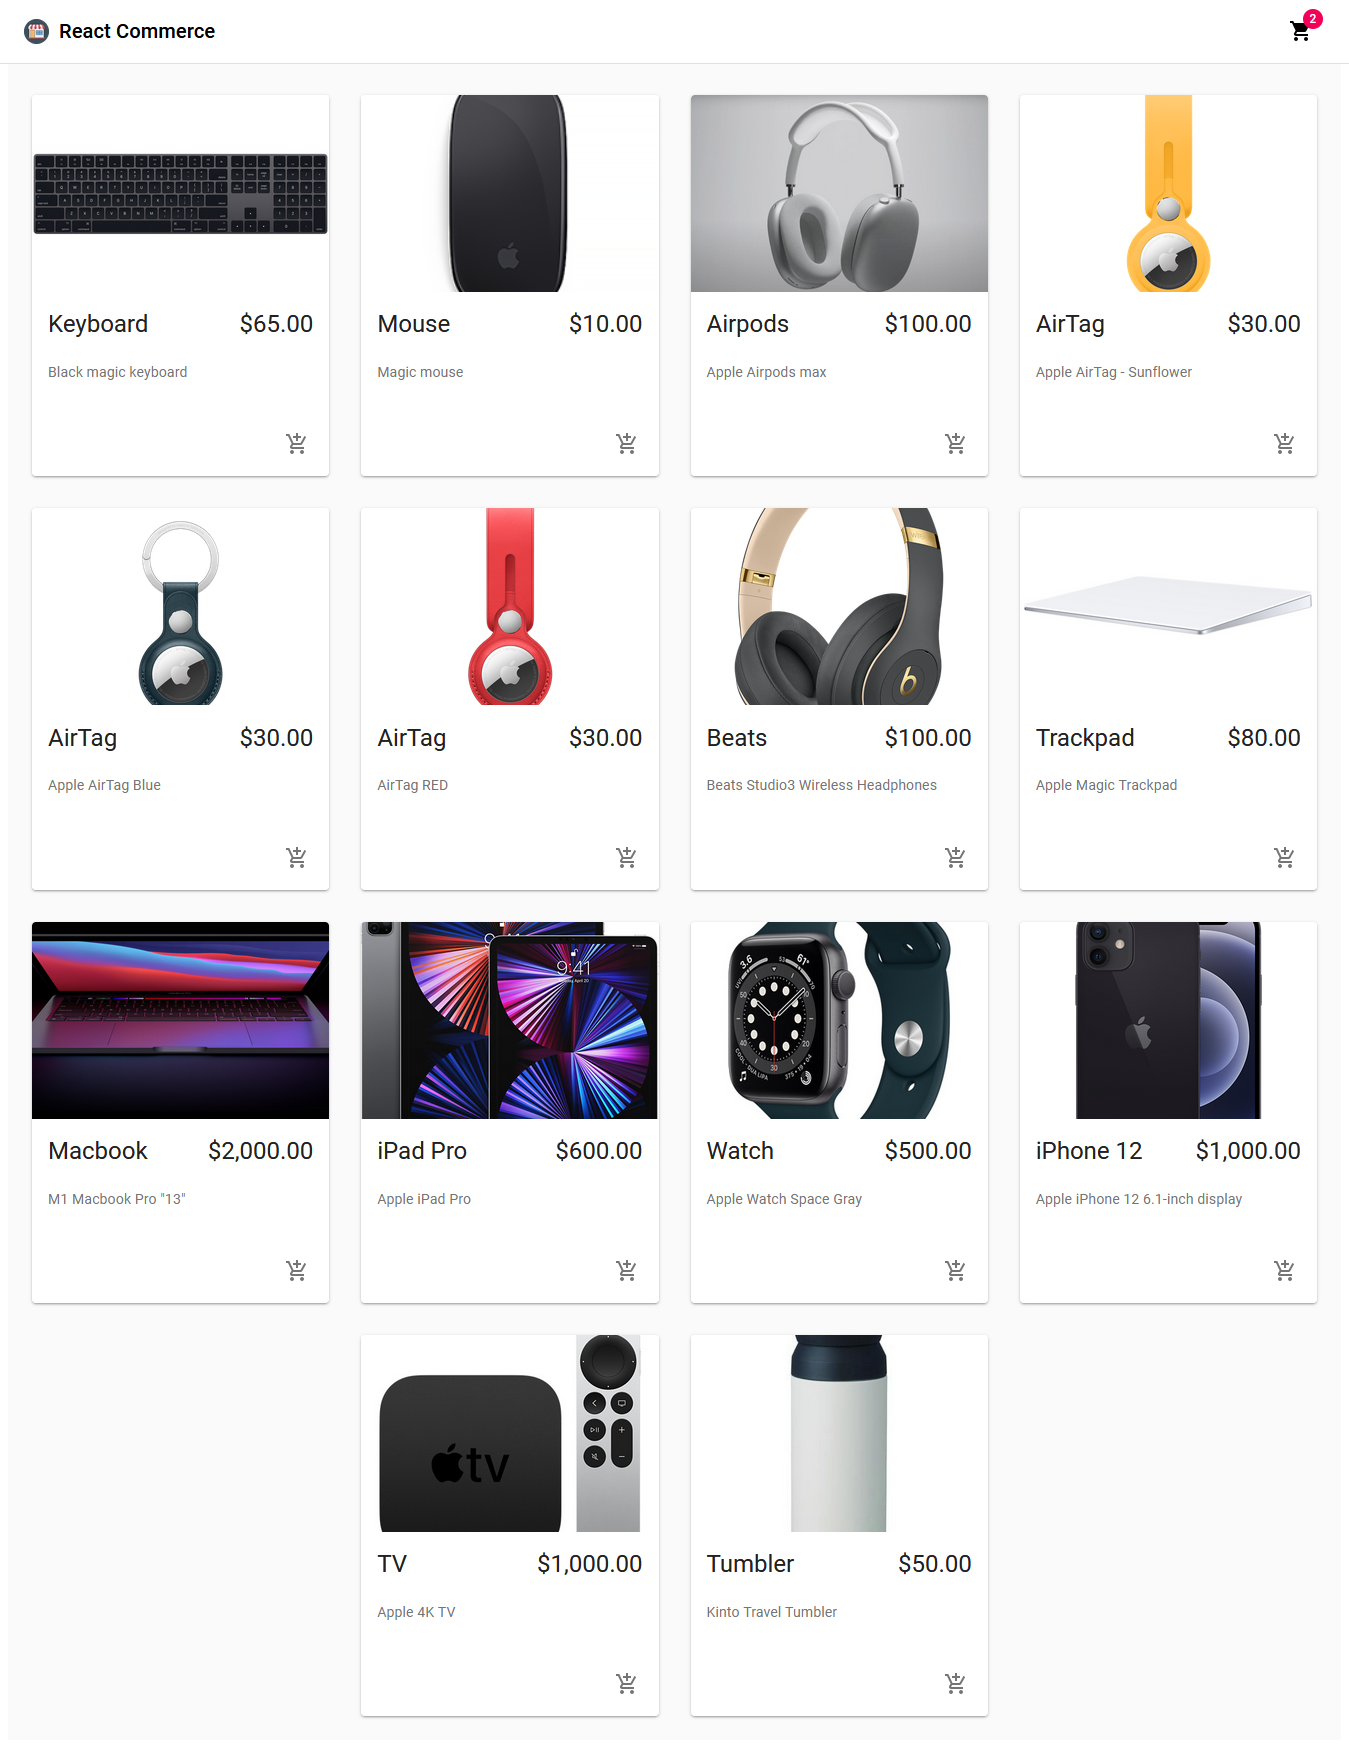 React Commerce
2
Keyboard $65.00
Black magic keyboard
Mouse $10.00
Magic mouse
Airpods $100.00
Apple Airpods max
AirTag $30.00
Apple AirTag - Sunflower
AirTag $30.00
Apple AirTag Blue
AirTag $30.00
AirTag RED
Beats $100.00
Beats Studio3 Wireless Headphones
Trackpad $80.00
Apple Magic Trackpad
9:41
Macbook $2,000.00
M1 Macbook Pro "13"
iPad Pro $600.00
Apple iPad Pro
Watch $500.00
Apple Watch Space Gray
iPhone 12 $1,000.00
Apple iPhone 12 6.1-inch display
tv
TV $1,000.00
Apple 4K TV
Tumbler $50.00
Kinto Travel Tumbler